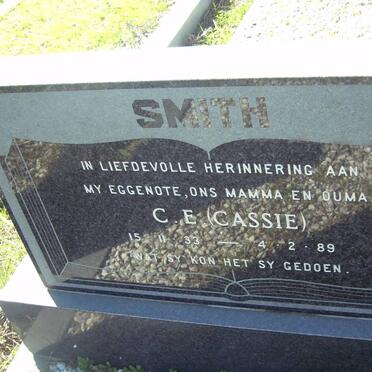 SMITH
IN LIEFDEVOLLE HERINNERING AAN
MY EGGENOTE, ONS MAMMA EN OUMA
C. E. (CASSIE)
15. 11. 33 — 4. 2. 89
WAT SY KON HET SY GEDOEN.